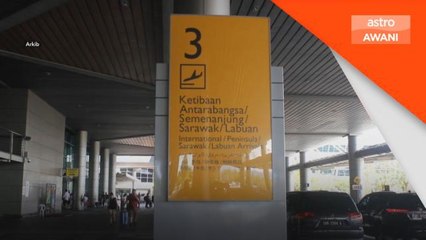 Arkib
astro
AWANI
3
Ketibaan
Antarabangsa/
Semenanjung/
Sarawak/Labuan
International/Peninsula/
Sarawak/Labuan Arrival